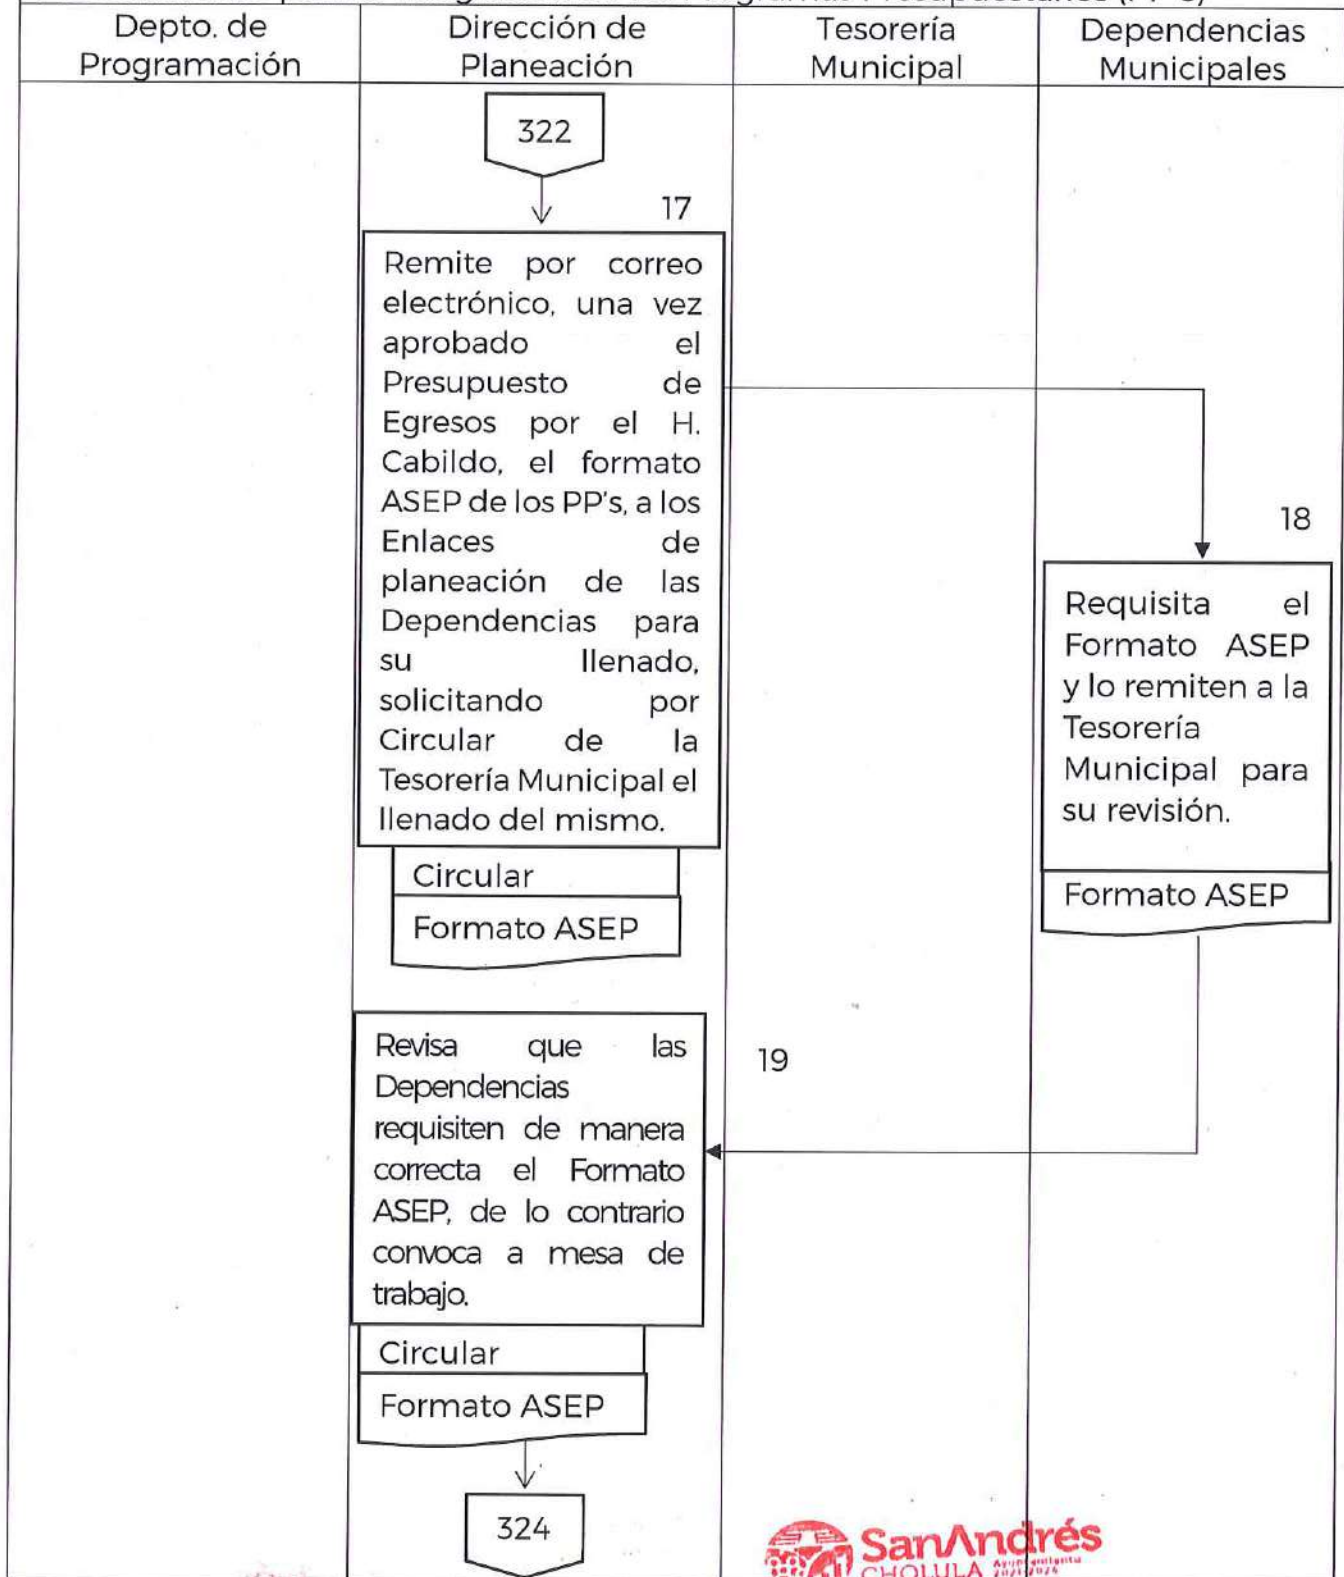 Programas Presupuestarios (PP's)
Depto. de
Programación
Dirección de
Planeación
Tesorería
Municipal
Dependencias
Municipales
322
17
Remite por correo
electrónico, una vez
aprobado el
Presupuesto de
Egresos por el H.
Cabildo, el formato
ASEP de los PP's, a los
Enlaces de
planeación de las
Dependencias para
su llenado,
solicitando por
Circular de la
Tesorería Municipal el
llenado del mismo.
Circular
Formato ASEP
18
Requisita el
Formato ASEP
y lo remiten a la
Tesorería
Municipal para
su revisión.
Formato ASEP
19
Revisa que las
Dependencias
requisiten de manera
correcta el Formato
ASEP, de lo contrario
convoca a mesa de
trabajo.
Circular
Formato ASEP
324
SanAndrés
CHOLULA